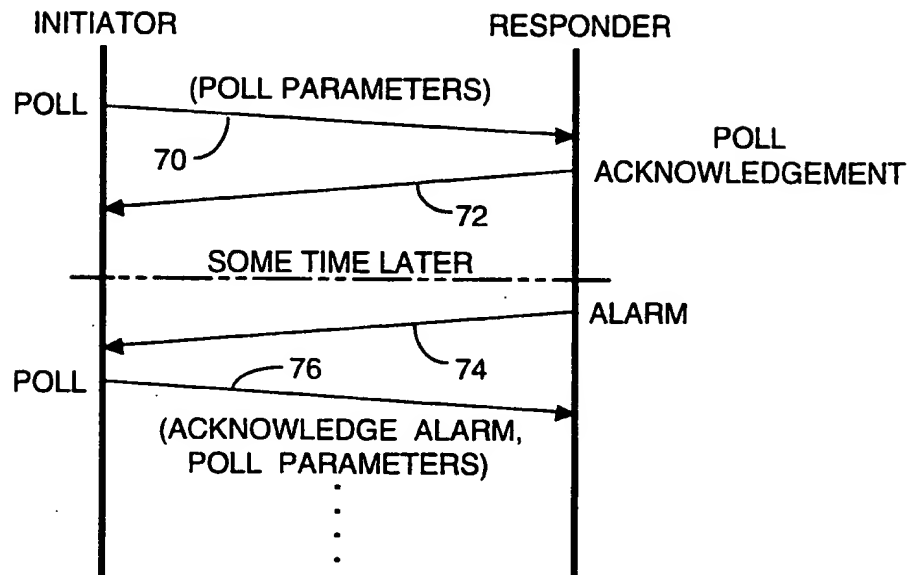 INITIATOR
RESPONDER
POLL
(POLL PARAMETERS)
70
POLL
ACKNOWLEDGEMENT
72
SOME TIME LATER
ALARM
74
POLL
76
(ACKNOWLEDGE ALARM,
POLL PARAMETERS)